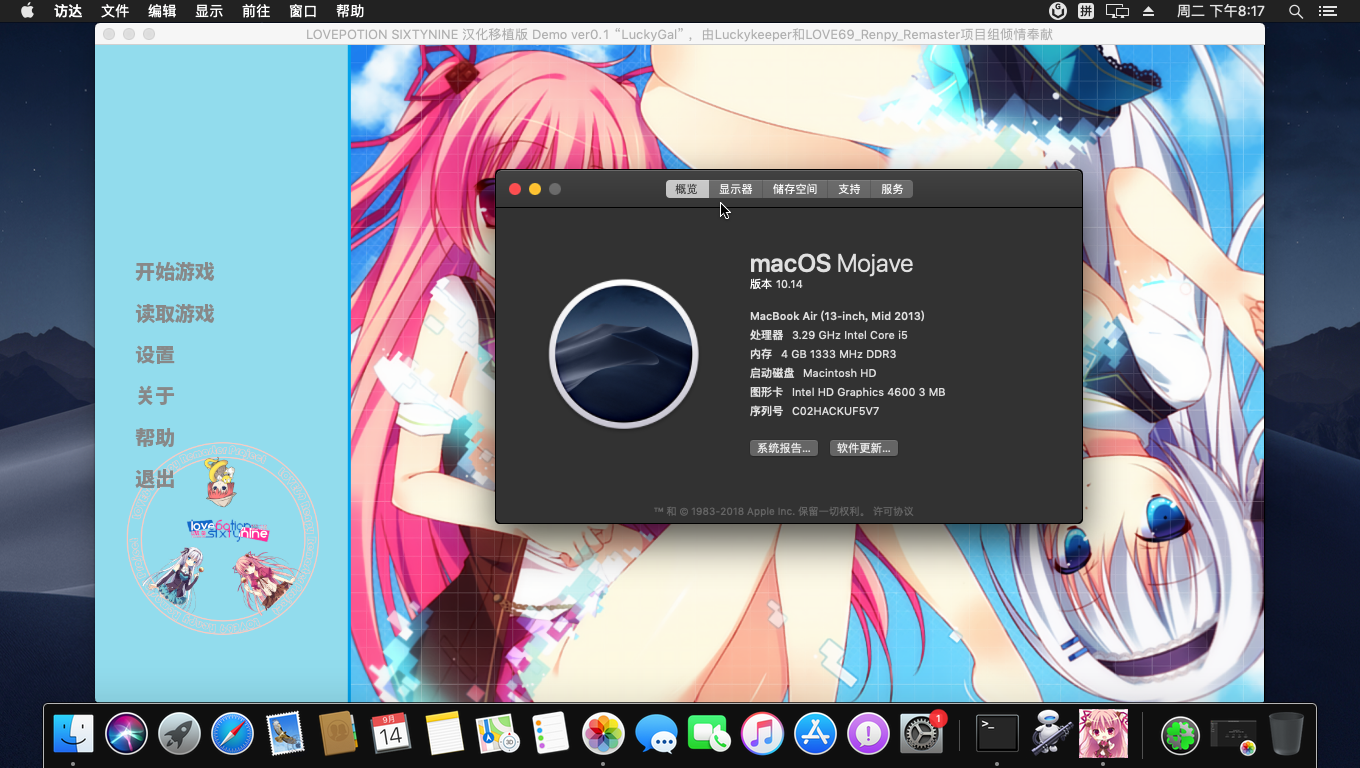 访达 文件 编辑 显示 前往 窗口 帮助
拼 周二 下午8:17
LOVEPOTION SIXTYNINE 汉化移植版 Demo ver0.1 “LuckyGal” ，由Luckykeeper和LOVE69_Renpy_Remaster项目组倾情奉献
概览 显示器 储存空间 支持 服务
macOS Mojave
版本 10.14
MacBook Air (13-inch, Mid 2013)
处理器 3.29 GHz Intel Core i5
内存 4 GB 1333 MHz DDR3
启动磁盘 Macintosh HD
图形卡 Intel HD Graphics 4600 3 MB
序列号 C02HACKUF5V7
系统报告... 软件更新...
™ 和 © 1983-2018 Apple Inc. 保留一切权利。 许可协议
开始游戏
读取游戏
设置
关于
帮助
退出
lovepotion
sixtynine
9月
14
1